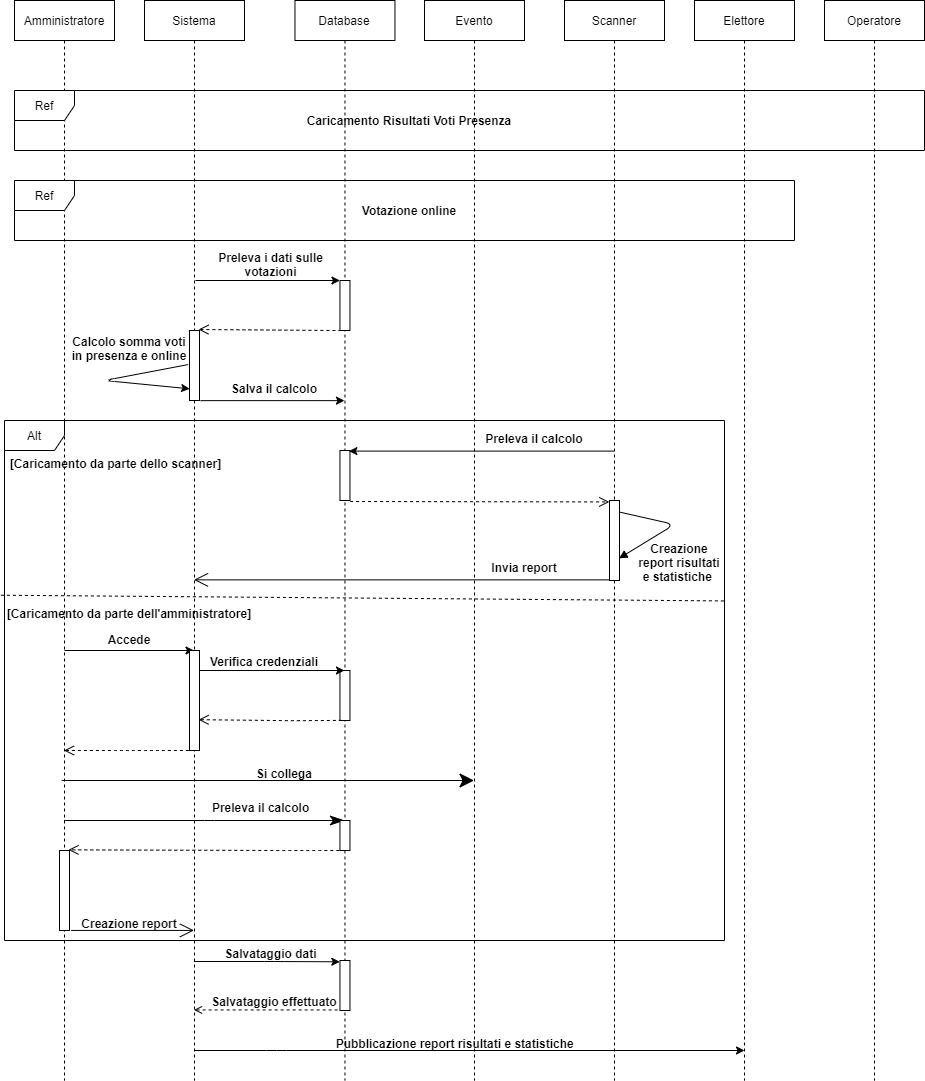 Amministratore
Sistema
Database
Evento
Scanner
Elettore
Operatore
Ref
Caricamento Risultati Voti Presenza
Ref
Votazione online
Preleva i dati sulle
votazioni
Calcolo somma voti
in presenza e online
Salva il calcolo
Alt
Preleva il calcolo
[Caricamento da parte dello scanner]
Creazione
report risultati
e statistiche
Invia report
[Caricamento da parte dell'amministratore]
Accede
Verifica credenziali
Si collega
Preleva il calcolo
Creazione report
Salvataggio dati
Salvataggio effettuato
Pubblicazione report risultati e statistiche